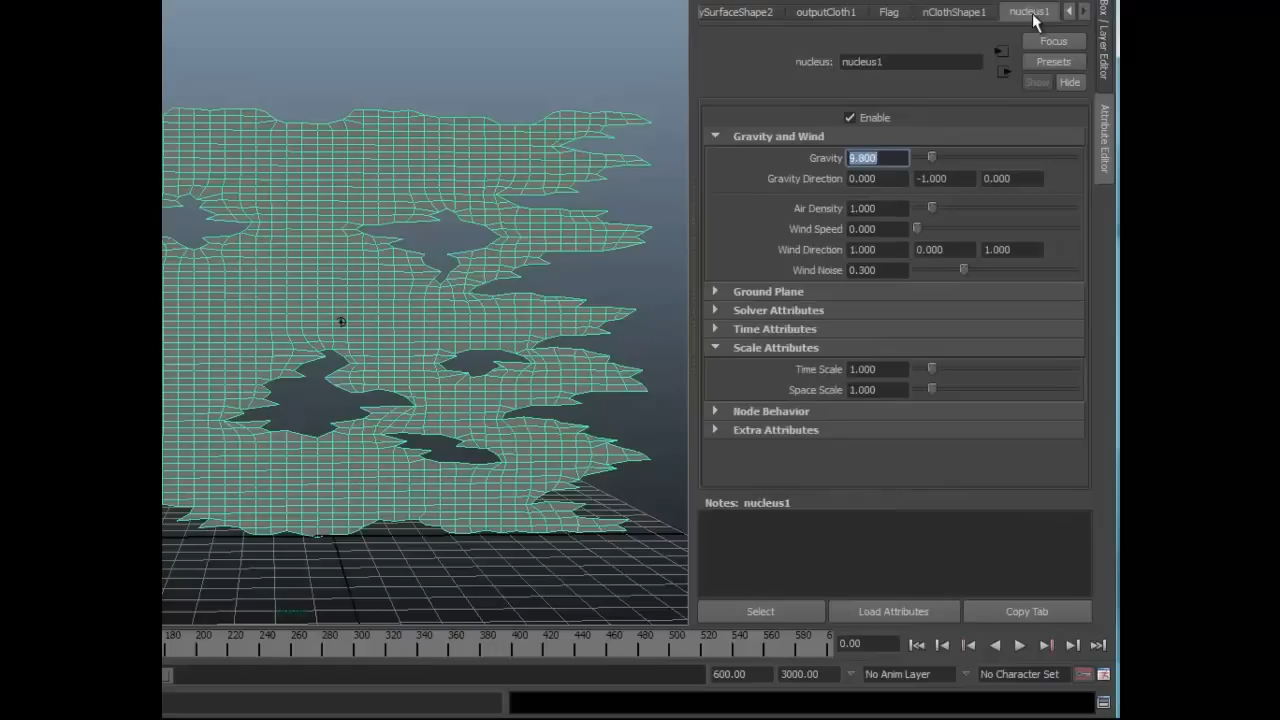 ySurfaceShape2 outputCloth1 Flag nClothShape1 nucleus1
Box / Layer Editor
Attribute Editor
nucleus: nucleus1
Focus
Presets
Show Hide
Enable
Gravity and Wind
Gravity 9.800
Gravity Direction 0.000 -1.000 0.000
Air Density 1.000
Wind Speed 0.000
Wind Direction 1.000 0.000 1.000
Wind Noise 0.300
Ground Plane
Solver Attributes
Time Attributes
Scale Attributes
Time Scale 1.000
Space Scale 1.000
Node Behavior
Extra Attributes
Notes: nucleus1
Select Load Attributes Copy Tab
180 200 220 240 260 280 300 320 340 360 380 400 420 440 460 480 500 520 540 560 580 6 0.00
600.00 3000.00 No Anim Layer No Character Set